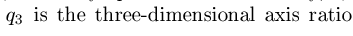 q₃ is the three-dimensional axis ratio